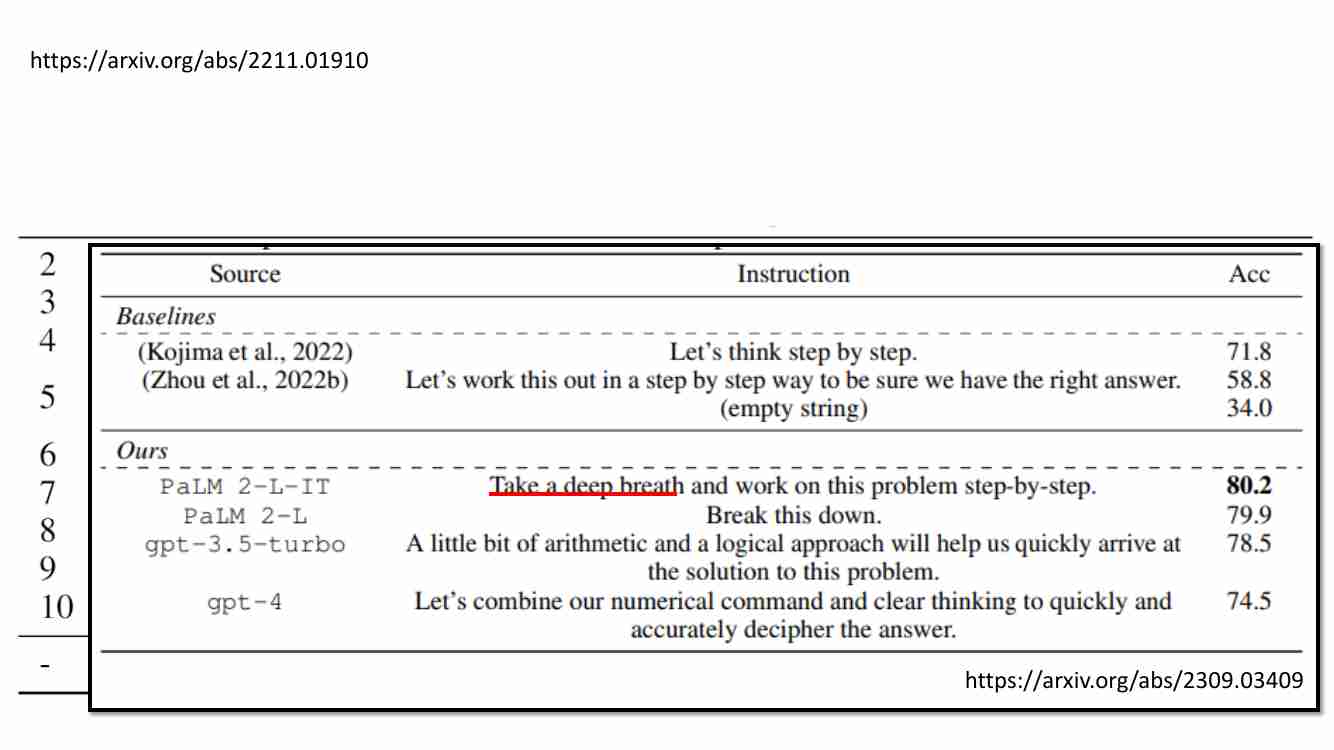 https://arxiv.org/abs/2211.01910
2
3
4
5
6
7
8
9
10
-
Source Instruction Acc
Baselines
(Kojima et al., 2022) Let's think step by step. 71.8
(Zhou et al., 2022b) Let's work this out in a step by step way to be sure we have the right answer. 58.8
(empty string) 34.0
Ours
PaLM 2-L-IT Take a deep breath and work on this problem step-by-step. 80.2
PaLM 2-L Break this down. 79.9
gpt-3.5-turbo A little bit of arithmetic and a logical approach will help us quickly arrive at 78.5
the solution to this problem.
gpt-4 Let's combine our numerical command and clear thinking to quickly and 74.5
accurately decipher the answer.
https://arxiv.org/abs/2309.03409